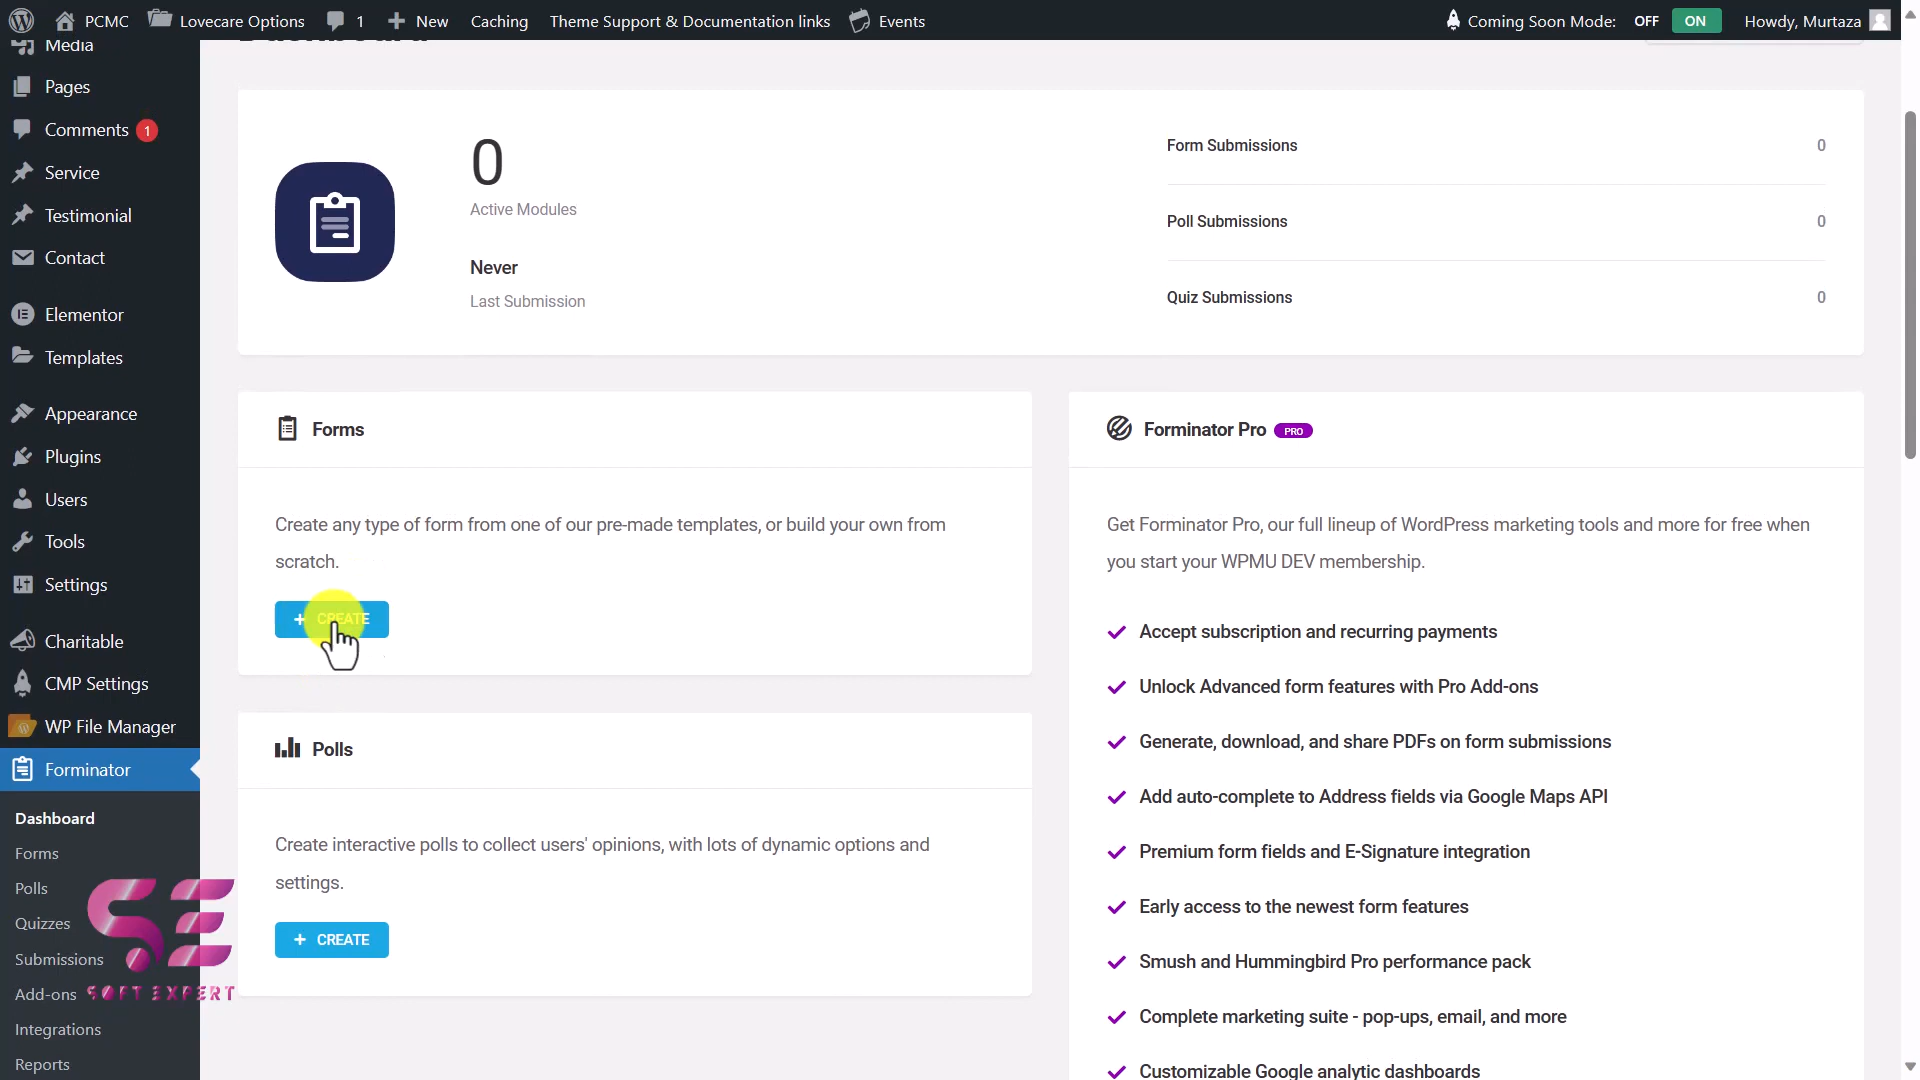 PCMC
Lovecare Options
1
New
Caching
Theme Support & Documentation links
Events
Coming Soon Mode:
OFF
ON
Howdy, Murtaza
Media
Pages
Comments 1
Service
Testimonial
Contact
Elementor
Templates
Appearance
Plugins
Users
Tools
Settings
Charitable
CMP Settings
WP File Manager
Forminator
Dashboard
Forms
Polls
Quizzes
Submissions
Add-ons
Integrations
Reports
SE
SOFT EXPERT
Dashboard
0
Active Modules
Never
Last Submission
Form Submissions 0
Poll Submissions 0
Quiz Submissions 0
Forms
Create any type of form from one of our pre-made templates, or build your own from
scratch.
+ CREATE
Polls
Create interactive polls to collect users' opinions, with lots of dynamic options and
settings.
+ CREATE
Forminator Pro PRO
Get Forminator Pro, our full lineup of WordPress marketing tools and more for free when
you start your WPMU DEV membership.
Accept subscription and recurring payments
Unlock Advanced form features with Pro Add-ons
Generate, download, and share PDFs on form submissions
Add auto-complete to Address fields via Google Maps API
Premium form fields and E-Signature integration
Early access to the newest form features
Smush and Hummingbird Pro performance pack
Complete marketing suite - pop-ups, email, and more
Customizable Google analytic dashboards